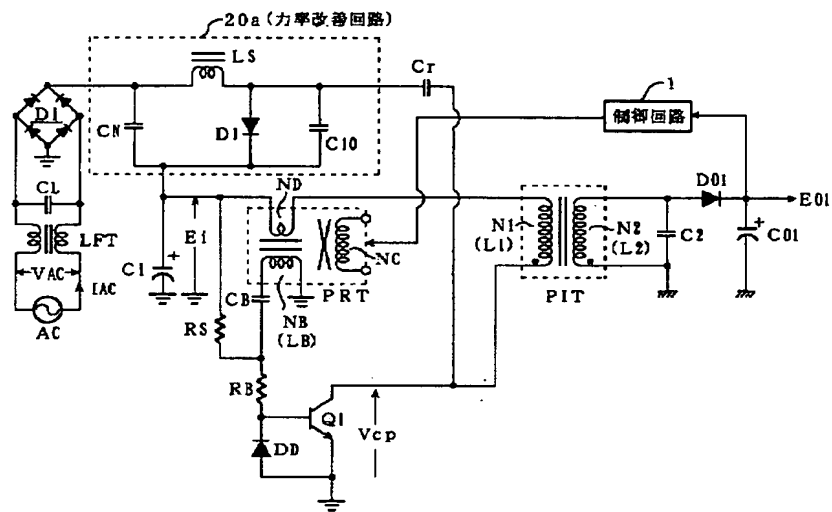 20a(力率改善回路)
LS
Cr
1
制御回路
DI
CN
D1
C10
ND
D01
E01
CL
N1
(L1)
N2
(L2)
C2
C01
LFT
Ei
NC
C1
VAC
IAC
CB
PRT
PIT
AC
RS
NB
(LB)
RB
Q1
Vcp
DD